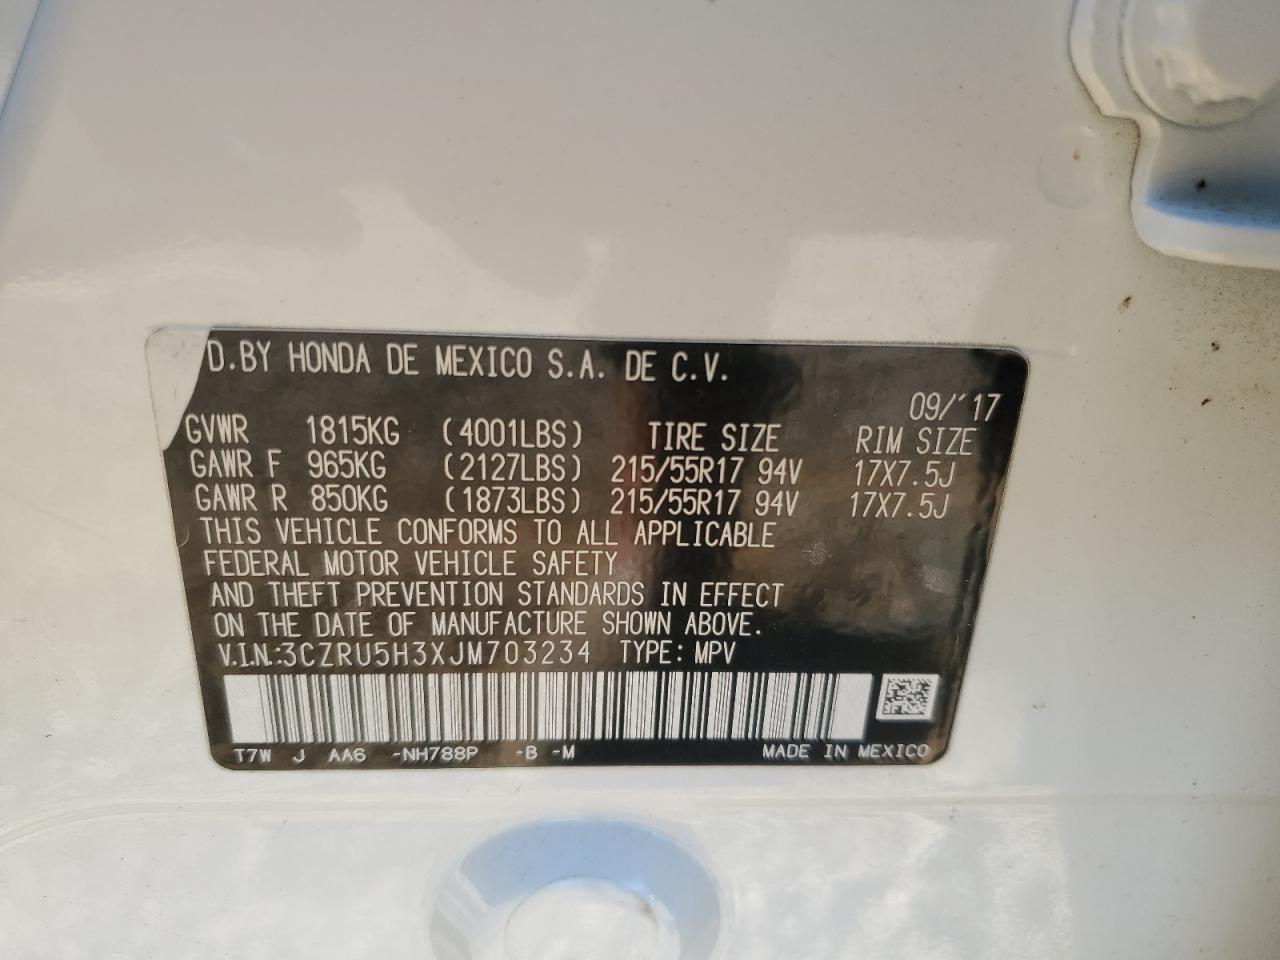 D.BY HONDA DE MEXICO S.A. DE C.V.
09/'17
GVWR 1815KG (4001LBS) TIRE SIZE RIM SIZE
GAWR F 965KG (2127LBS) 215/55R17 94V 17X7.5J
GAWR R 850KG (1873LBS) 215/55R17 94V 17X7.5J
THIS VEHICLE CONFORMS TO ALL APPLICABLE
FEDERAL MOTOR VEHICLE SAFETY
AND THEFT PREVENTION STANDARDS IN EFFECT
ON THE DATE OF MANUFACTURE SHOWN ABOVE.
V.I.N.:3CZRU5H3XJM703234 TYPE: MPV
T7W J AA6 -NH788P -B -M MADE IN MEXICO